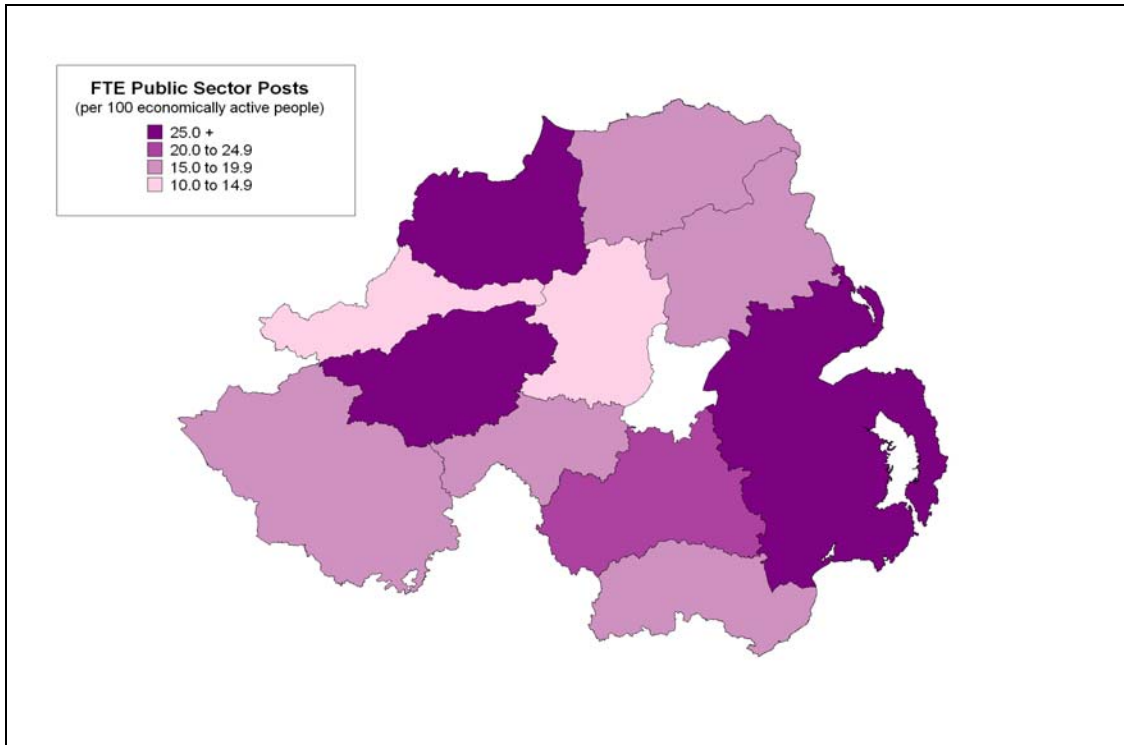 FTE Public Sector Posts
(per 100 economically active people)
25.0 +
20.0 to 24.9
15.0 to 19.9
10.0 to 14.9